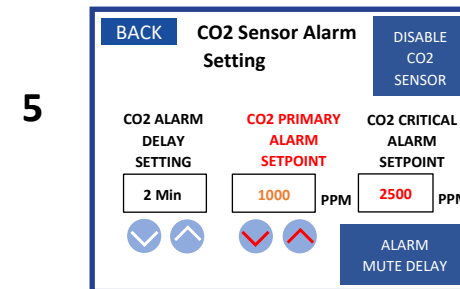 5
BACK
CO2 Sensor Alarm
Setting
DISABLE
CO2
SENSOR
CO2 ALARM
DELAY
SETTING
CO2 PRIMARY
ALARM
SETPOINT
CO2 CRITICAL
ALARM
SETPOINT
2 Min
1000
PPM
2500
PPM
ALARM
MUTE DELAY